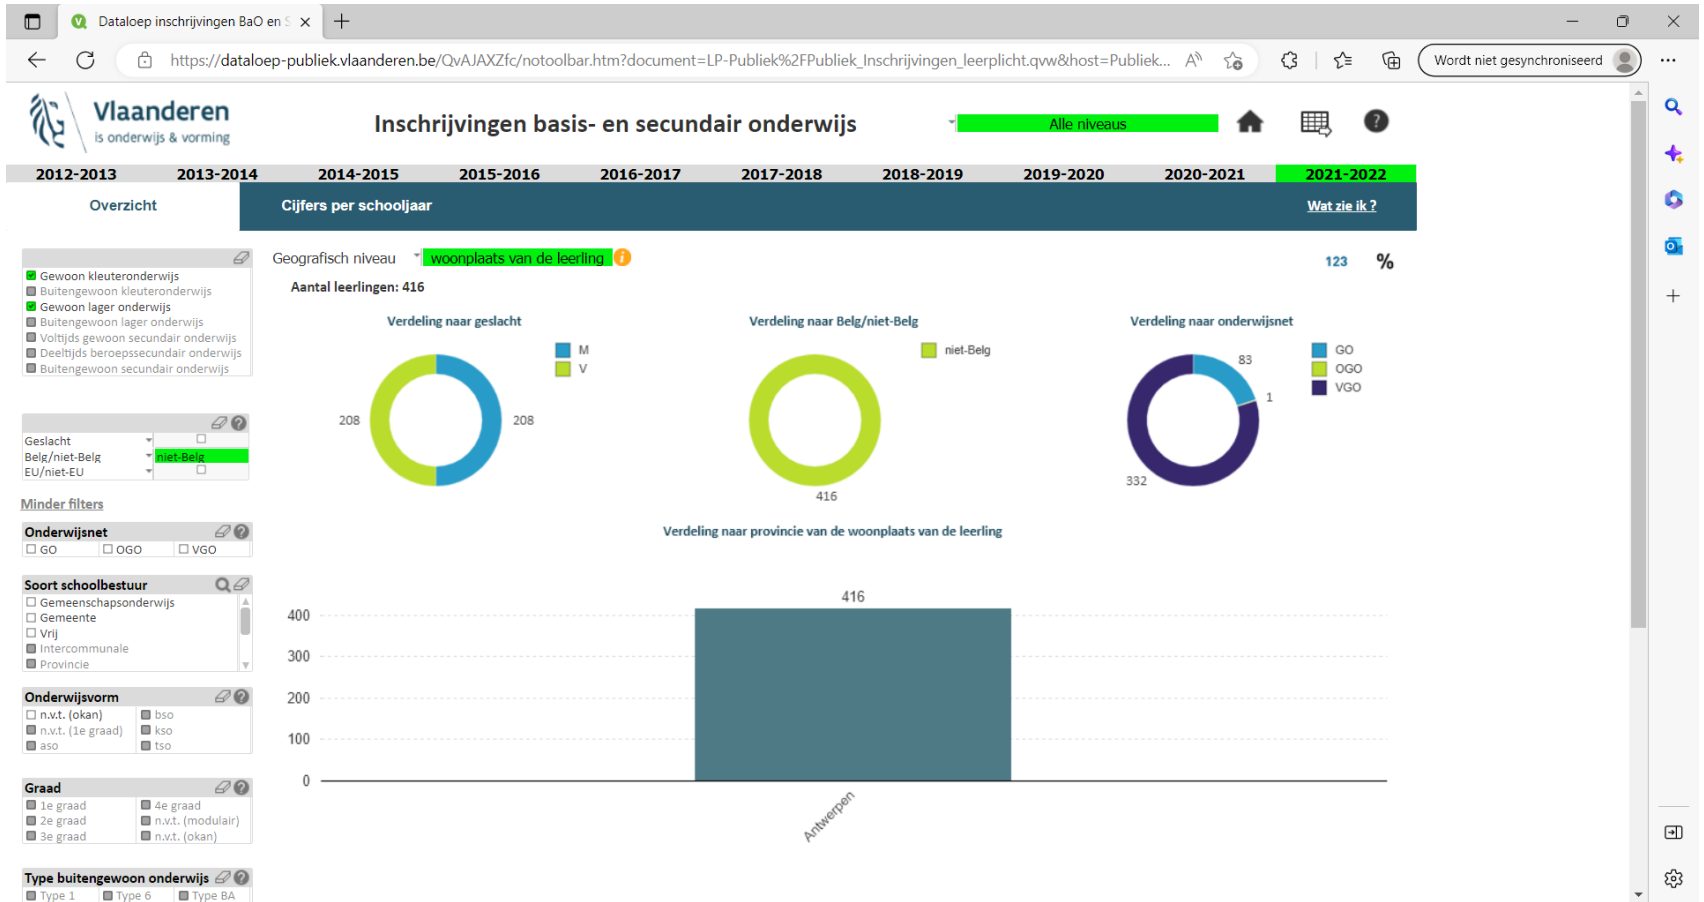 Dataloep inschrijvingen BaO en S
https://dataloep-publiek.vlaanderen.be/QvAJAXZfc/notoolbar.htm?document=LP-Publiek%2FPubliek_Inschrijvingen_leerplicht.qvw&host=Publiek...
Wordt niet gesynchroniseerd
Vlaanderen
is onderwijs & vorming
Inschrijvingen basis- en secundair onderwijs
Alle niveaus
2012-2013 2013-2014 2014-2015 2015-2016 2016-2017 2017-2018 2018-2019 2019-2020 2020-2021 2021-2022
Overzicht Cijfers per schooljaar Wat zie ik ?
Gewoon kleuteronderwijs
Buitengewoon kleuteronderwijs
Gewoon lager onderwijs
Buitengewoon lager onderwijs
Voltijds gewoon secundair onderwijs
Deeltijds beroepssecundair onderwijs
Buitengewoon secundair onderwijs
Geslacht
Belg/niet-Belg niet-Belg
EU/niet-EU
Minder filters
Onderwijsnet
GO OGO VGO
Soort schoolbestuur
Gemeenschapsonderwijs
Gemeente
Vrij
Intercommunale
Provincie
Onderwijsvorm
n.v.t. (okan) bso
n.v.t. (1e graad) kso
aso tso
Graad
1e graad 4e graad
2e graad n.v.t. (modulair)
3e graad n.v.t. (okan)
Type buitengewoon onderwijs
Type 1 Type 6 Type BA
Geografisch niveau woonplaats van de leerling i
123 %
Aantal leerlingen: 416
Verdeling naar geslacht
M
V
208 208
Verdeling naar Belg/niet-Belg
niet-Belg
416
Verdeling naar onderwijsnet
GO
OGO
VGO
83
1
332
Verdeling naar provincie van de woonplaats van de leerling
416
400
300
200
100
0
Antwerpen